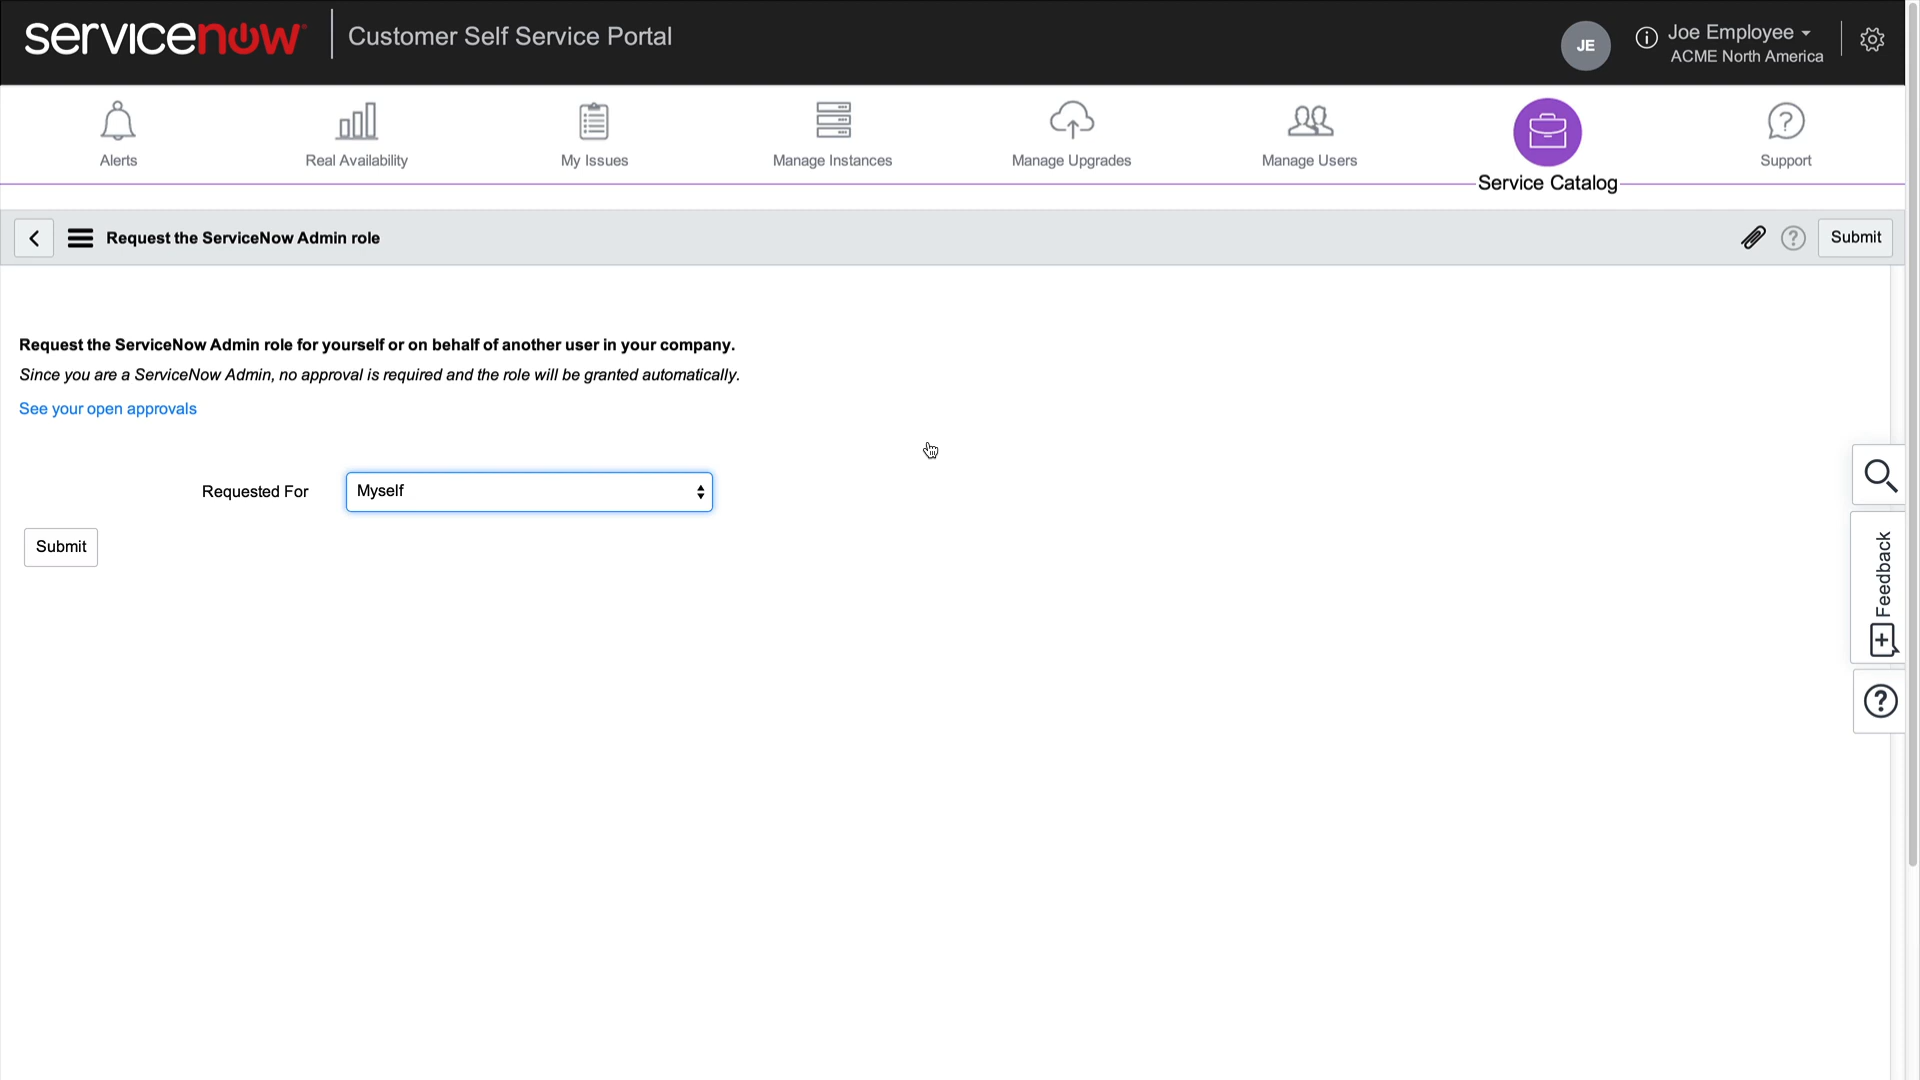 servicenow
Customer Self Service Portal
JE
Joe Employee
ACME North America
Alerts
Real Availability
My Issues
Manage Instances
Manage Upgrades
Manage Users
Service Catalog
Support
Request the ServiceNow Admin role
Submit
Request the ServiceNow Admin role for yourself or on behalf of another user in your company.
Since you are a ServiceNow Admin, no approval is required and the role will be granted automatically.
See your open approvals
Requested For
Myself
Submit
Feedback